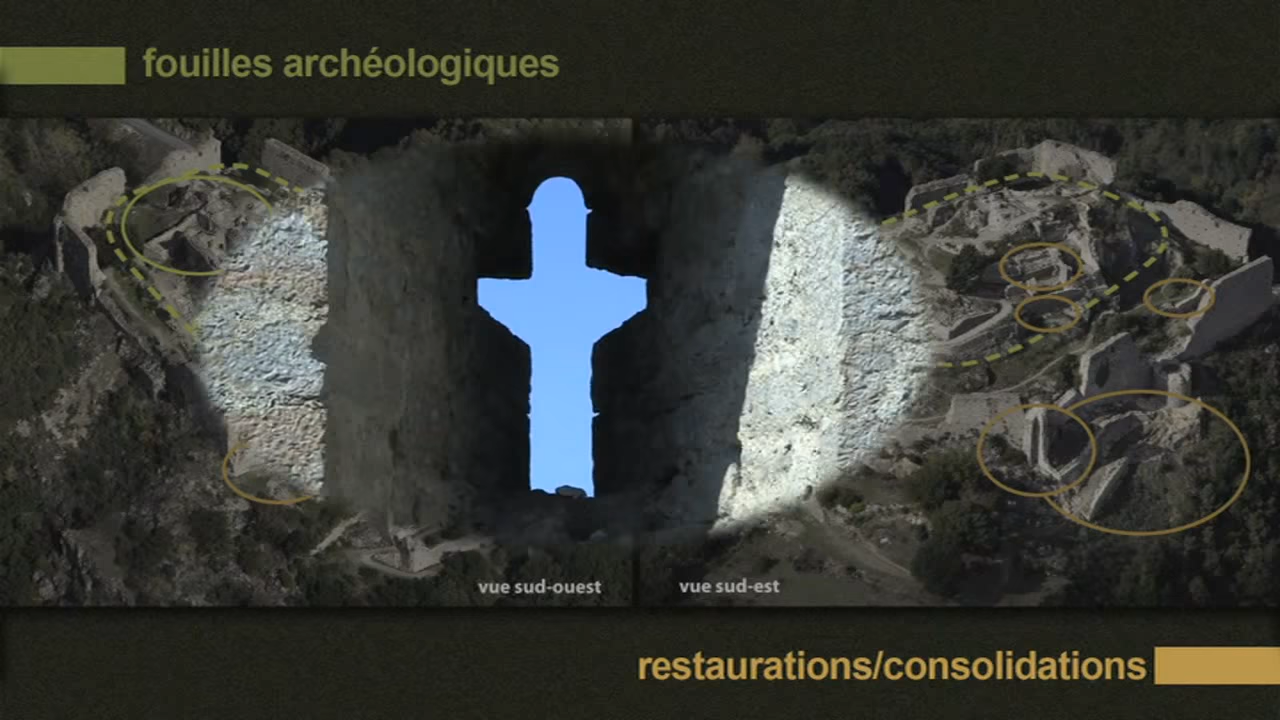 fouilles archéologiques
vue sud-ouest
vue sud-est
restaurations/consolidations